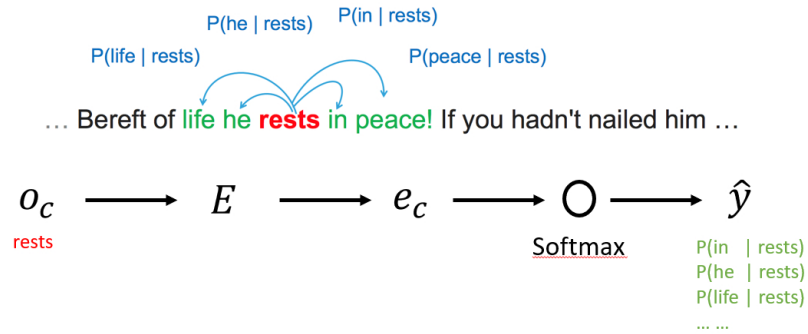 P(he | rests)
P(in | rests)
P(life | rests)
P(peace | rests)
… Bereft of life he rests in peace! If you hadn't nailed him …
o_c E e_c ŷ
rests
Softmax
P(in | rests)
P(he | rests)
P(life | rests)
… …